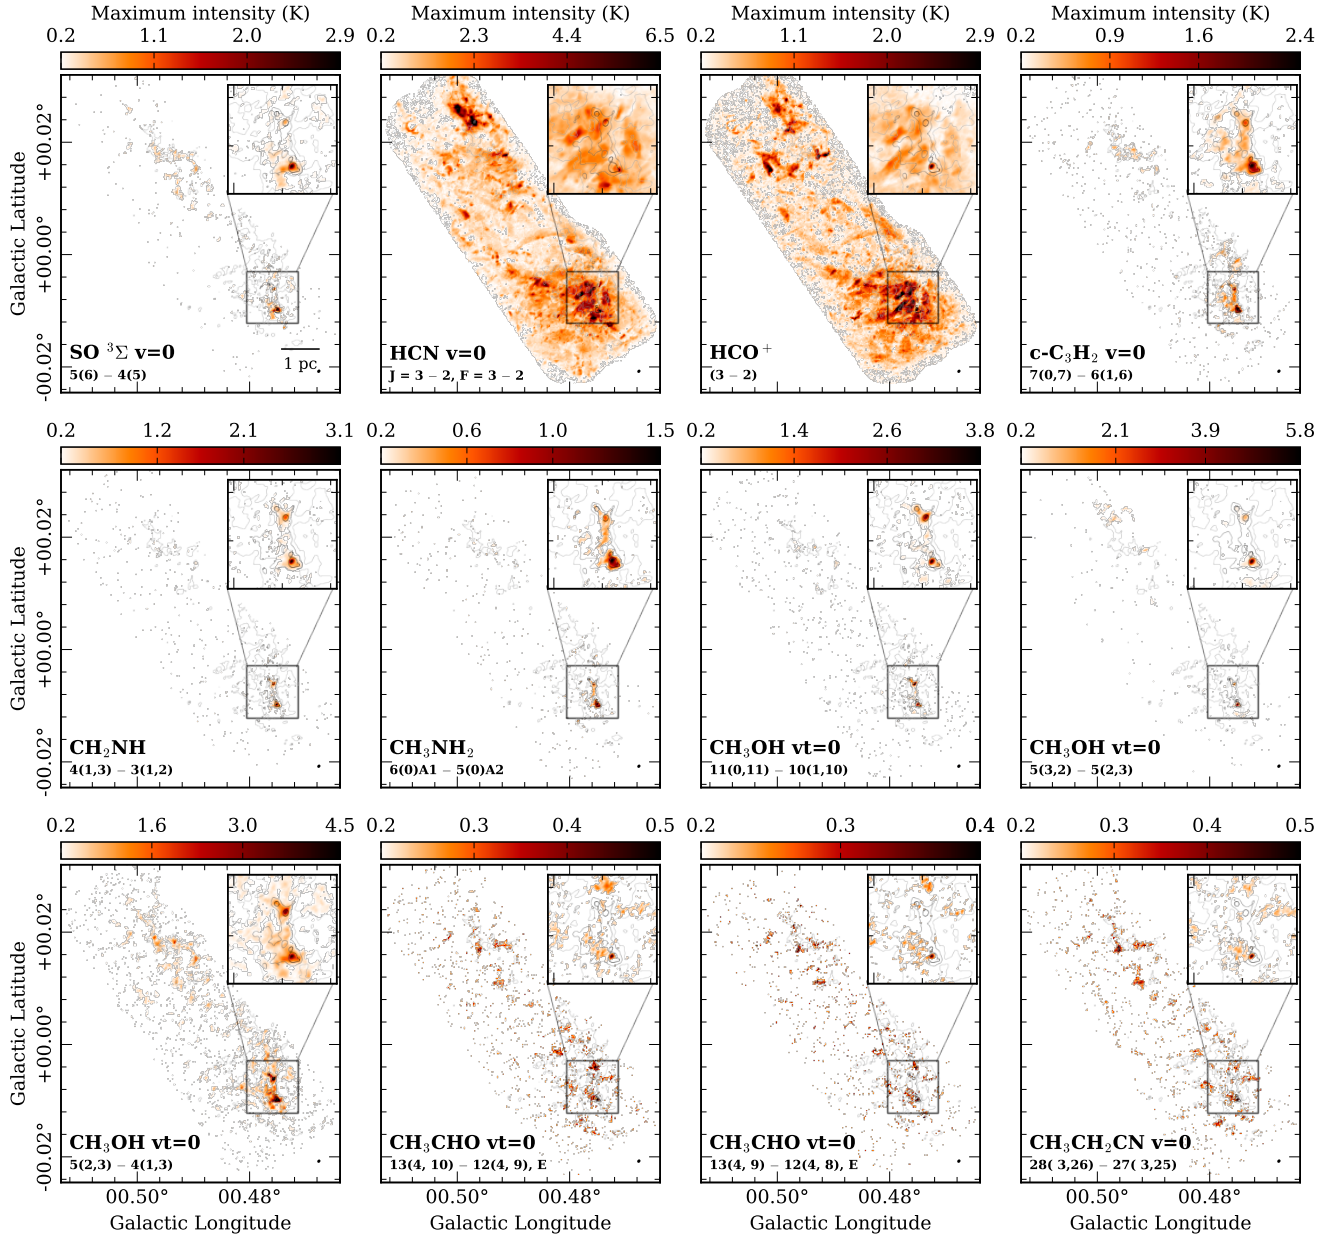 Maximum intensity (K) Maximum intensity (K) Maximum intensity (K) Maximum intensity (K)
0.2 1.1 2.0 2.9 0.2 2.3 4.4 6.5 0.2 1.1 2.0 2.9 0.2 0.9 1.6 2.4
Galactic Latitude
+00.02°
+00.00°
-00.02°
SO ³Σ v=0
5(6) − 4(5)
1 pc
HCN v=0
J = 3 − 2, F = 3 − 2
HCO⁺
(3 − 2)
c-C₃H₂ v=0
7(0,7) − 6(1,6)
0.2 1.2 2.1 3.1 0.2 0.6 1.0 1.5 0.2 1.4 2.6 3.8 0.2 2.1 3.9 5.8
Galactic Latitude
+00.02°
+00.00°
-00.02°
CH₂NH
4(1,3) − 3(1,2)
CH₃NH₂
6(0)A1 − 5(0)A2
CH₃OH vt=0
11(0,11) − 10(1,10)
CH₃OH vt=0
5(3,2) − 5(2,3)
0.2 1.6 3.0 4.5 0.2 0.3 0.4 0.5 0.2 0.3 0.4 0.2 0.3 0.4 0.5
Galactic Latitude
+00.02°
+00.00°
-00.02°
CH₃OH vt=0
5(2,3) − 4(1,3)
CH₃CHO vt=0
13(4, 10) − 12(4, 9), E
CH₃CHO vt=0
13(4, 9) − 12(4, 8), E
CH₃CH₂CN v=0
28( 3,26) − 27( 3,25)
00.50° 00.48° 00.50° 00.48° 00.50° 00.48° 00.50° 00.48°
Galactic Longitude Galactic Longitude Galactic Longitude Galactic Longitude